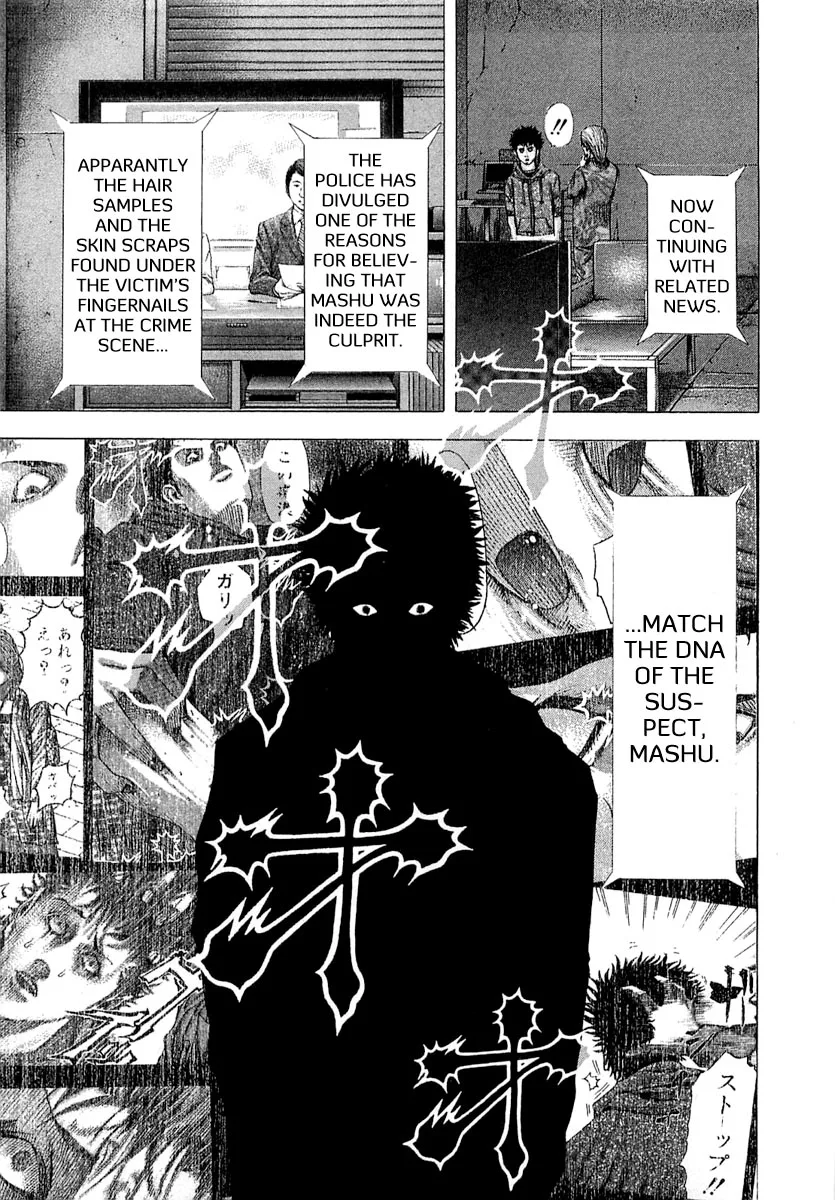 !!
NOW
CON-
TINUING
WITH
RELATED
NEWS.
THE
POLICE HAS
DIVULGED
ONE OF THE
REASONS
FOR BELIEV-
ING THAT
MASHU WAS
INDEED THE
CULPRIT.
APPARANTLY
THE HAIR
SAMPLES
AND THE
SKIN SCRAPS
FOUND UNDER
THE VICTIM'S
FINGERNAILS
AT THE CRIME
SCENE...
...MATCH
THE DNA
OF THE
SUS-
PECT,
MASHU.
ガリッ
あれっ?
えっ?
ストーップ!!